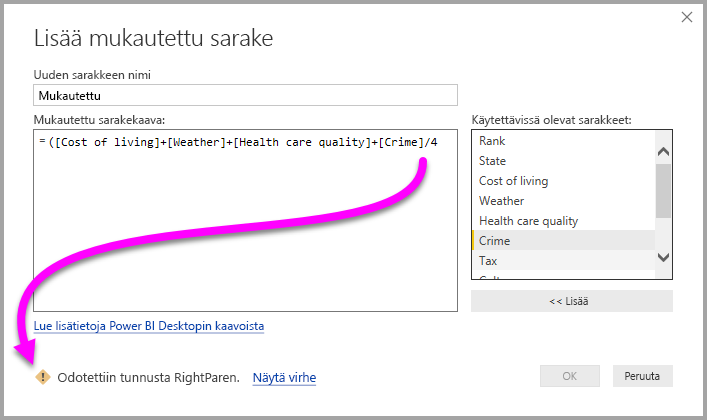 Lisää mukautettu sarake
Uuden sarakkeen nimi
Mukautettu
Mukautettu sarakekaava:
=([Cost of living]+[Weather]+[Health care quality]+[Crime]/4
Käytettävissä olevat sarakkeet:
Rank
State
Cost of living
Weather
Health care quality
Crime
Tax
<< Lisää
Lue lisätietoja Power BI Desktopin kaavoista
Odotettiin tunnusta RightParen. Näytä virhe
OK
Peruuta